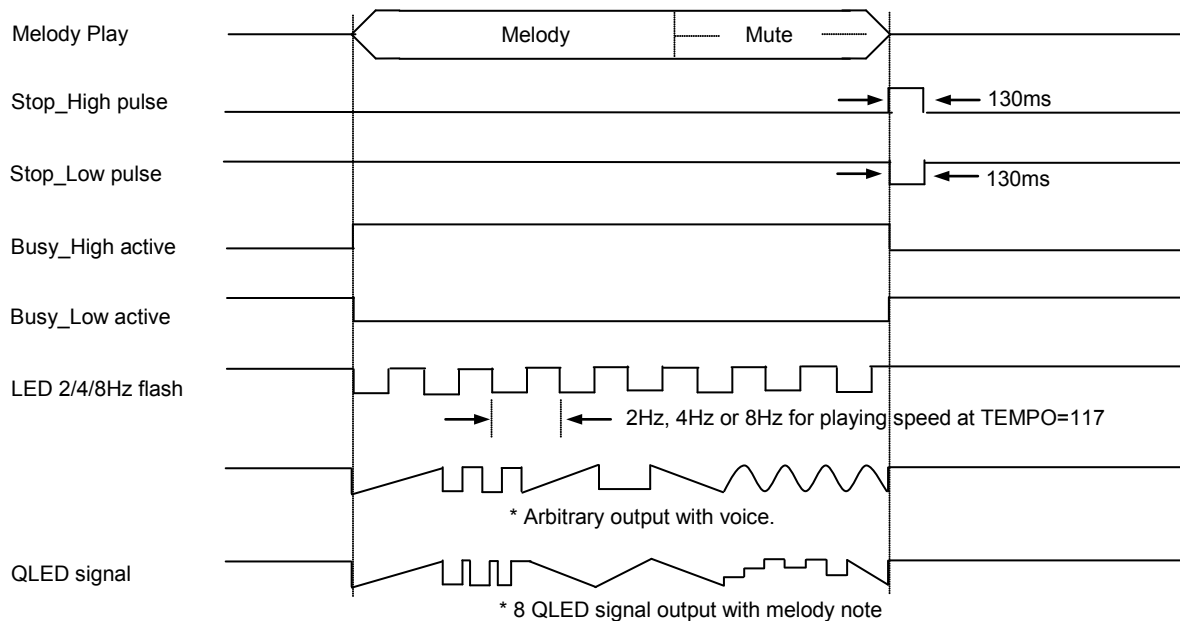 Melody Play
Melody
Mute
Stop_High pulse
130ms
Stop_Low pulse
130ms
Busy_High active
Busy_Low active
LED 2/4/8Hz flash
2Hz, 4Hz or 8Hz for playing speed at TEMPO=117
* Arbitrary output with voice.
QLED signal
* 8 QLED signal output with melody note